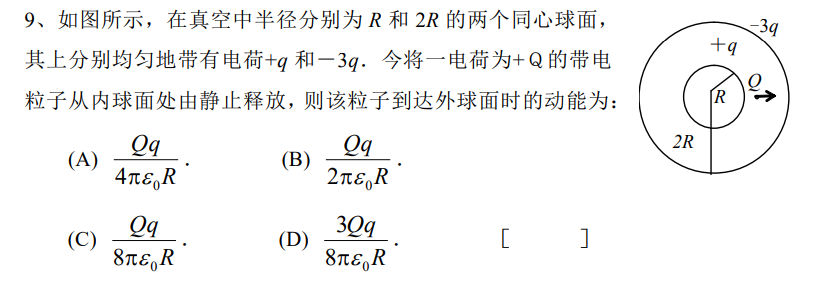 9、如图所示，在真空中半径分别为 R 和 2R 的两个同心球面，
其上分别均匀地带有电荷+q 和－3q．今将一电荷为+Ｑ的带电
粒子从内球面处由静止释放，则该粒子到达外球面时的动能为：
(A) Qq/4πε₀R． (B) Qq/2πε₀R．
(C) Qq/8πε₀R． (D) 3Qq/8πε₀R． [ ]
-3q
+q
Q
R
2R